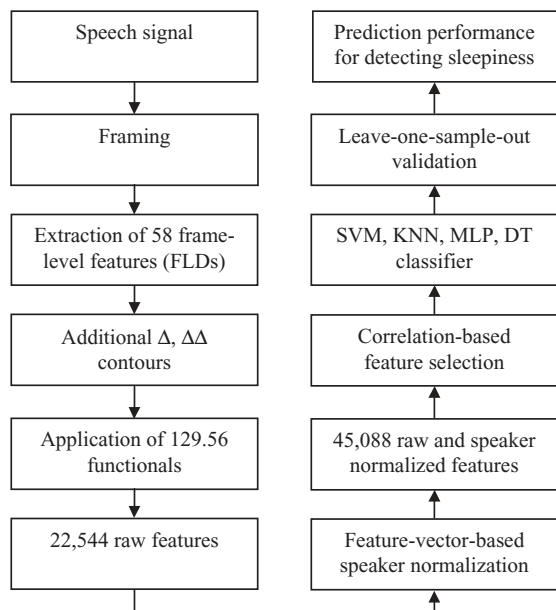 Speech signal
Framing
Extraction of 58 frame-
level features (FLDs)
Additional Δ, ΔΔ
contours
Application of 129.56
functionals
22,544 raw features
Feature-vector-based
speaker normalization
45,088 raw and speaker
normalized features
Correlation-based
feature selection
SVM, KNN, MLP, DT
classifier
Leave-one-sample-out
validation
Prediction performance
for detecting sleepiness